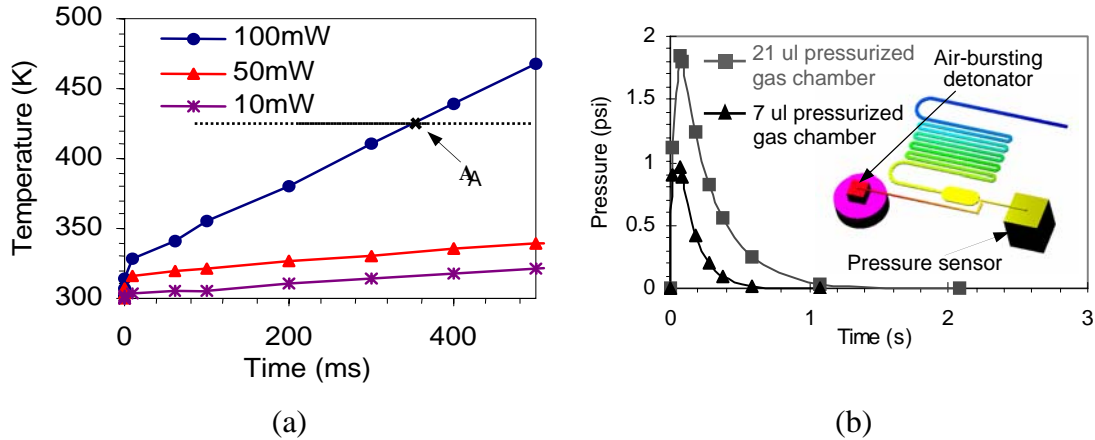 500
450
400
350
300
Temperature (K)
100mW
50mW
10mW
A
A
0
200
400
Time (ms)
(a)
2
1.5
1
0.5
0
Pressure (psi)
21 ul pressurized
gas chamber
7 ul pressurized
gas chamber
Air-bursting
detonator
Pressure sensor
0
1
2
3
Time (s)
(b)